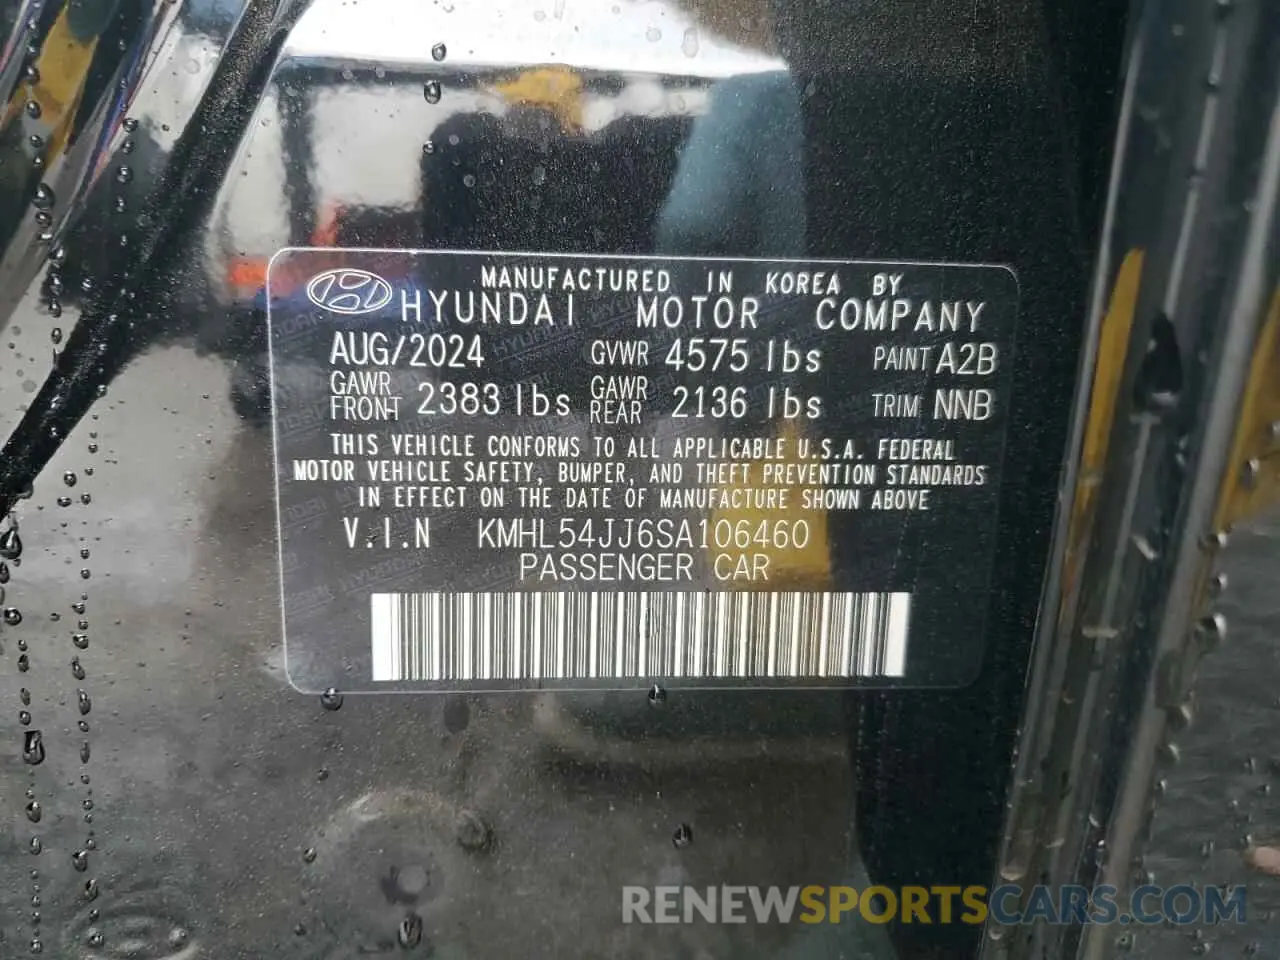 MANUFACTURED IN KOREA BY
HYUNDAI MOTOR COMPANY
AUG/2024 GVWR 4575 lbs PAINT A2B
GAWR FRONT 2383 lbs GAWR REAR 2136 lbs TRIM NNB
THIS VEHICLE CONFORMS TO ALL APPLICABLE U.S.A. FEDERAL
MOTOR VEHICLE SAFETY, BUMPER, AND THEFT PREVENTION STANDARDS
IN EFFECT ON THE DATE OF MANUFACTURE SHOWN ABOVE
V.I.N KMHL54JJ6SA106460
PASSENGER CAR
RENEWSPORTSCARS.COM